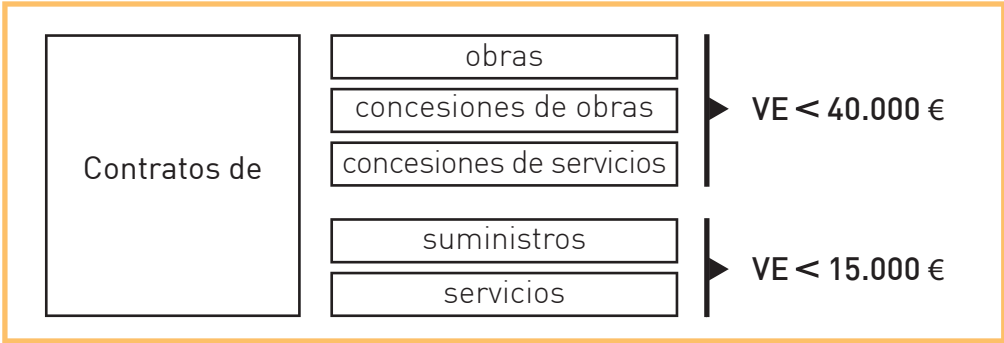 Contratos de
obras
concesiones de obras
concesiones de servicios
VE < 40.000 €
suministros
servicios
VE < 15.000 €